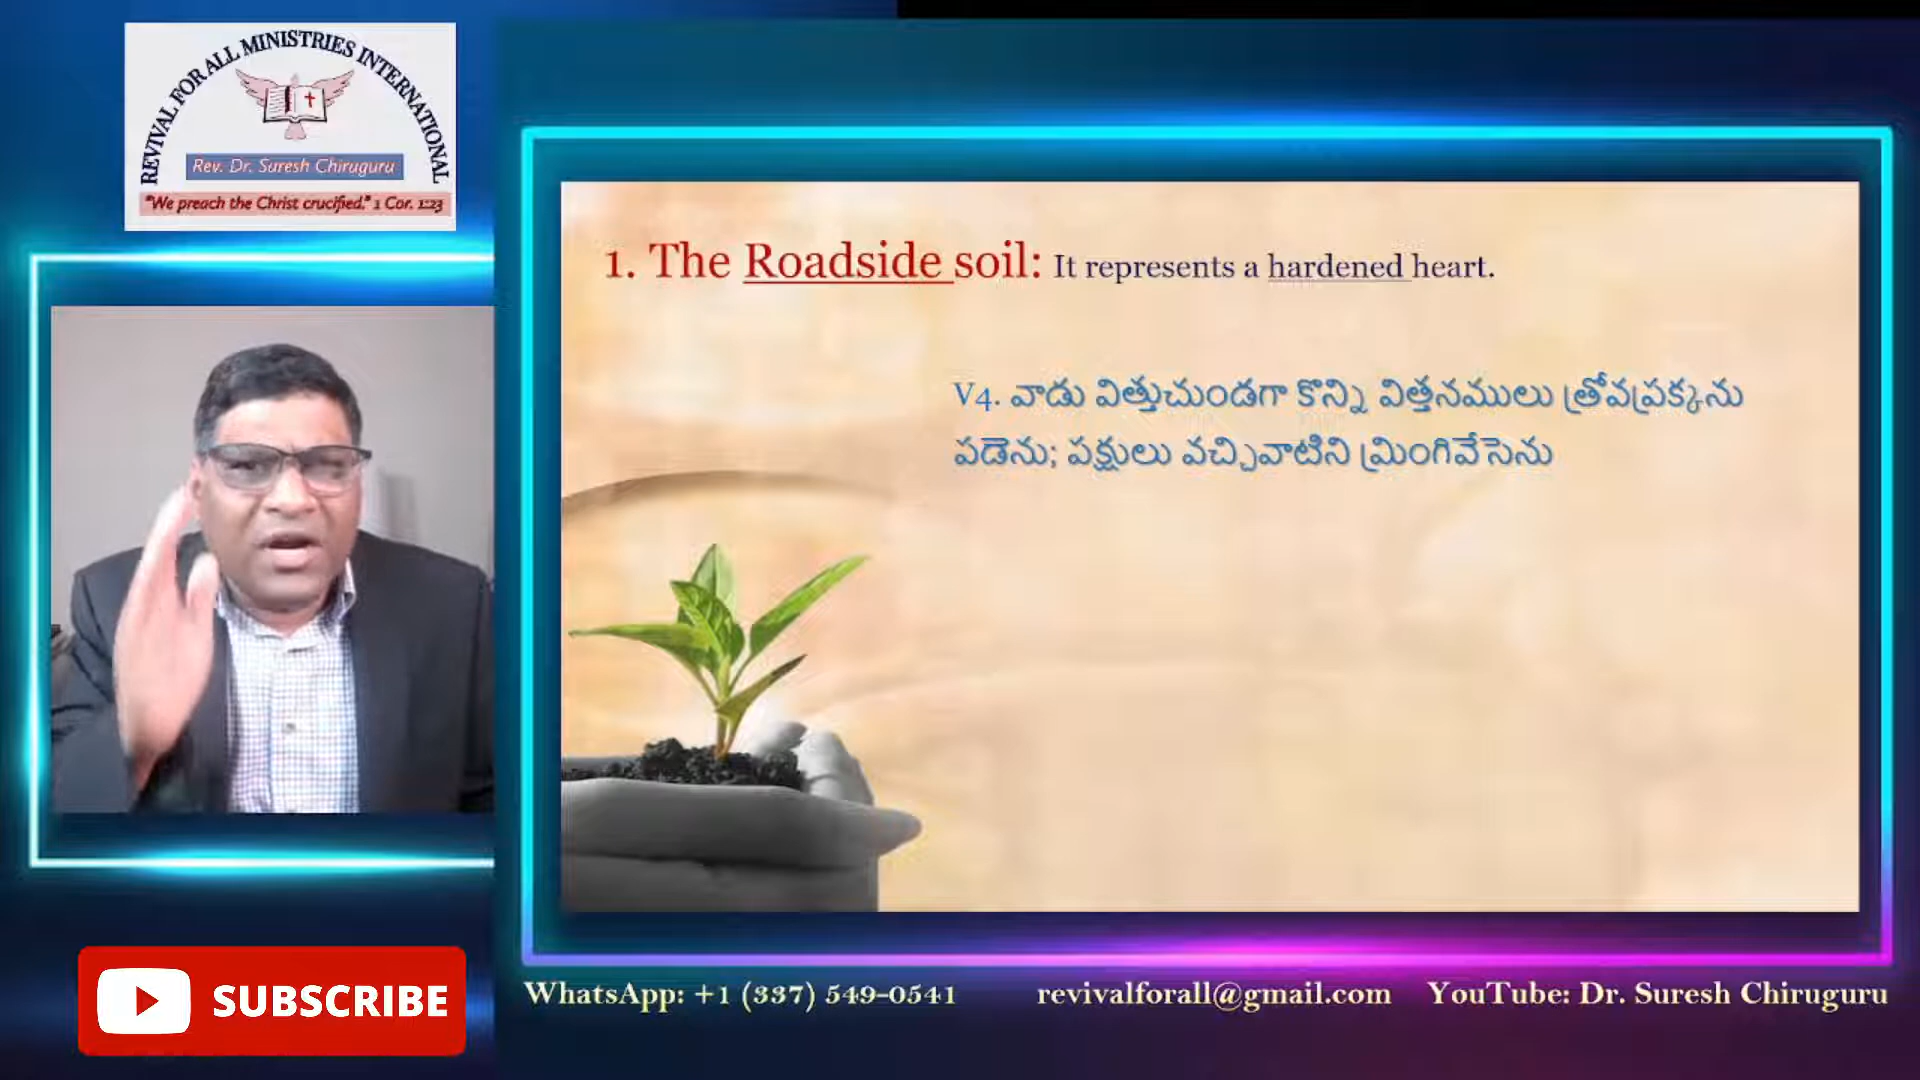 REVIVAL FOR ALL MINISTRIES INTERNATIONAL
Rev. Dr. Suresh Chiruguru
"We preach the Christ crucified." 1 Cor. 1:23
1. The Roadside soil: It represents a hardened heart.
V4. వాడు విత్తుచుండగా కొన్ని విత్తనములు త్రోవప్రక్కను
పడెను; పక్షులు వచ్చివాటిని మ్రింగివేసెను
SUBSCRIBE
WhatsApp: +1 (337) 549-0541 revivalforall@gmail.com YouTube: Dr. Suresh Chiruguru